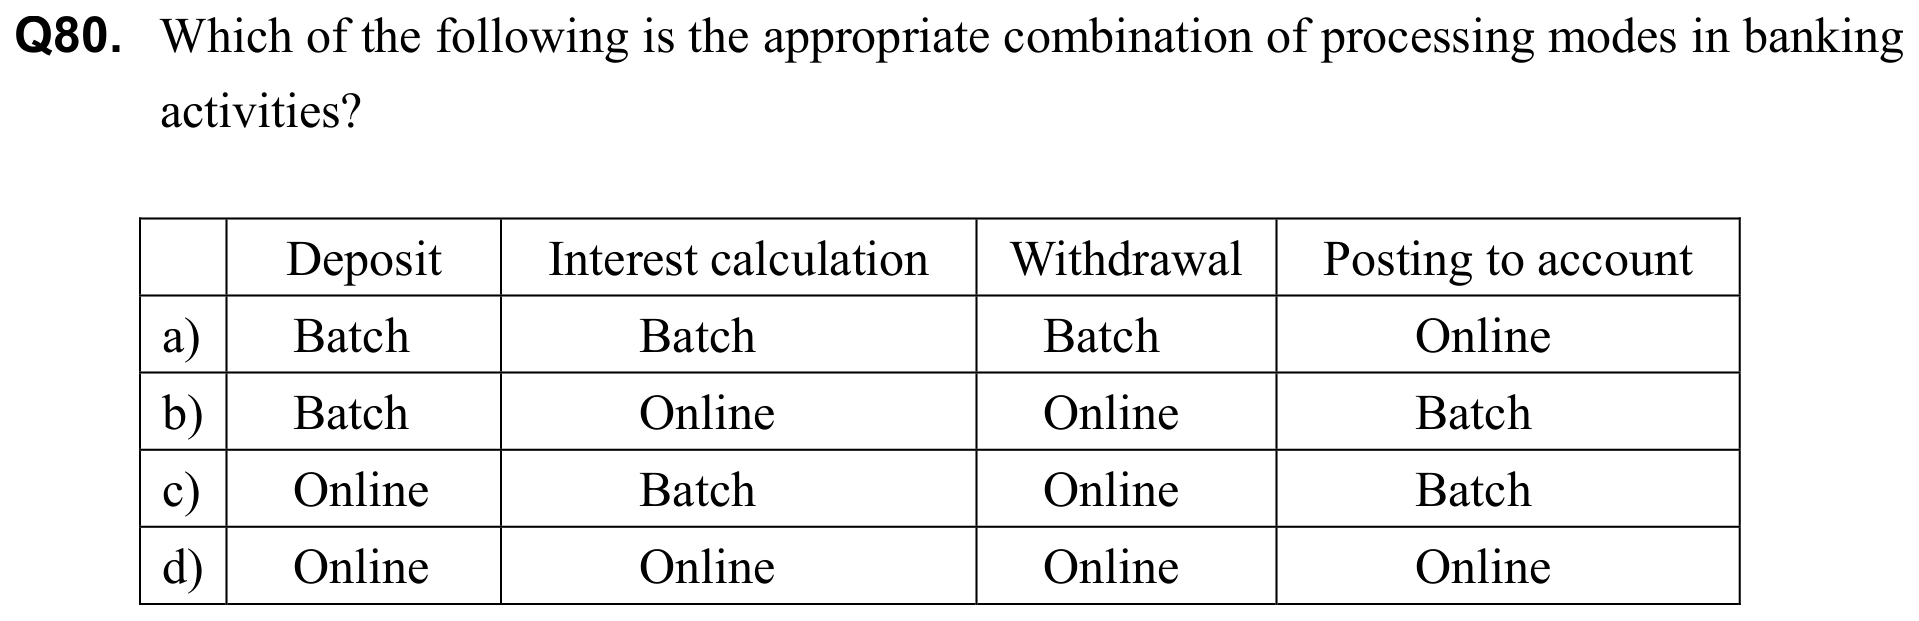 Q80. Which of the following is the appropriate combination of processing modes in banking
activities?
Deposit Interest calculation Withdrawal Posting to account
a) Batch Batch Batch Online
b) Batch Online Online Batch
c) Online Batch Online Batch
d) Online Online Online Online